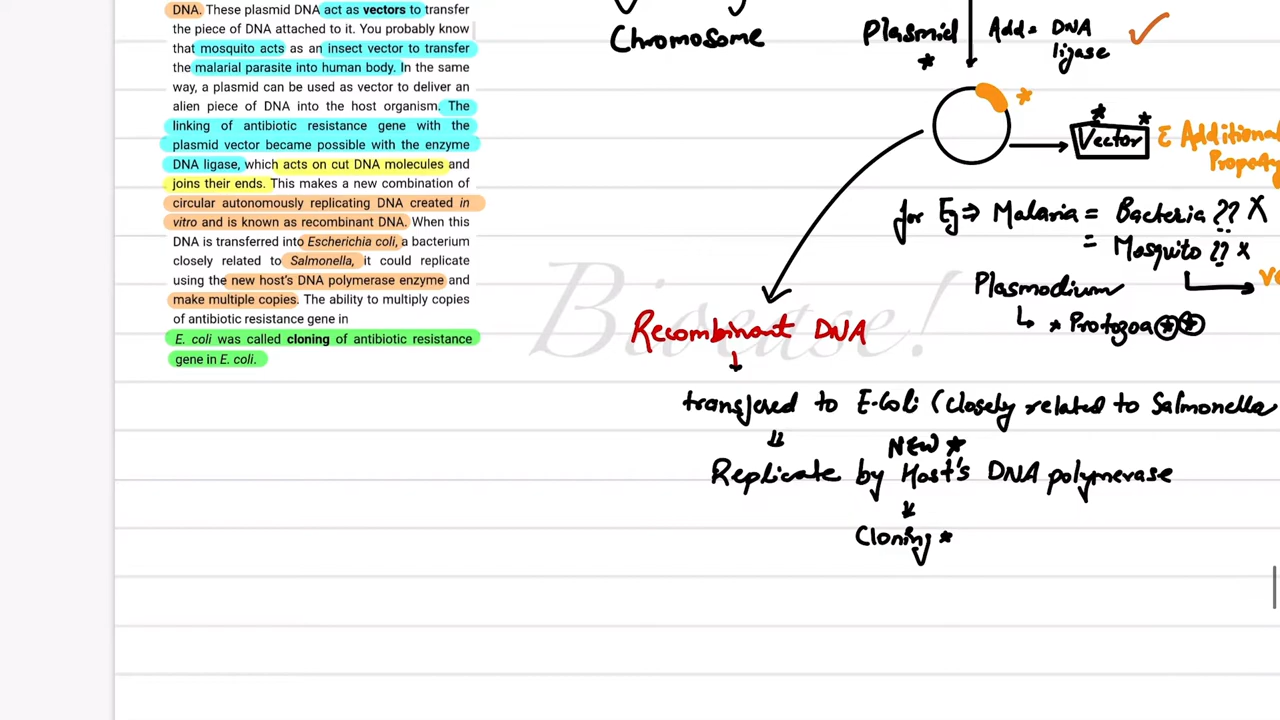 DNA. These plasmid DNA act as vectors to transfer
the piece of DNA attached to it. You probably know
that mosquito acts as an insect vector to transfer
the malarial parasite into human body. In the same
way, a plasmid can be used as vector to deliver an
alien piece of DNA into the host organism. The
linking of antibiotic resistance gene with the
plasmid vector became possible with the enzyme
DNA ligase, which acts on cut DNA molecules and
joins their ends. This makes a new combination of
circular autonomously replicating DNA created in
vitro and is known as recombinant DNA. When this
DNA is transferred into Escherichia coli, a bacterium
closely related to Salmonella, it could replicate
using the new host's DNA polymerase enzyme and
make multiple copies. The ability to multiply copies
of antibiotic resistance gene in
E. coli was called cloning of antibiotic resistance
gene in E. coli.
Chromosome
Plasmid
Add = DNA
ligase
Vector
Additional
Property
for Eg ⇒ Malaria = Bacteria ?? X
= Mosquito ?? x
Plasmodium
Protozoa
Recombinant DNA
transfered to E-Coli (Closely related to Salmonella
NEW
Replicate by Host's DNA polymerase
Cloning
Bioease!